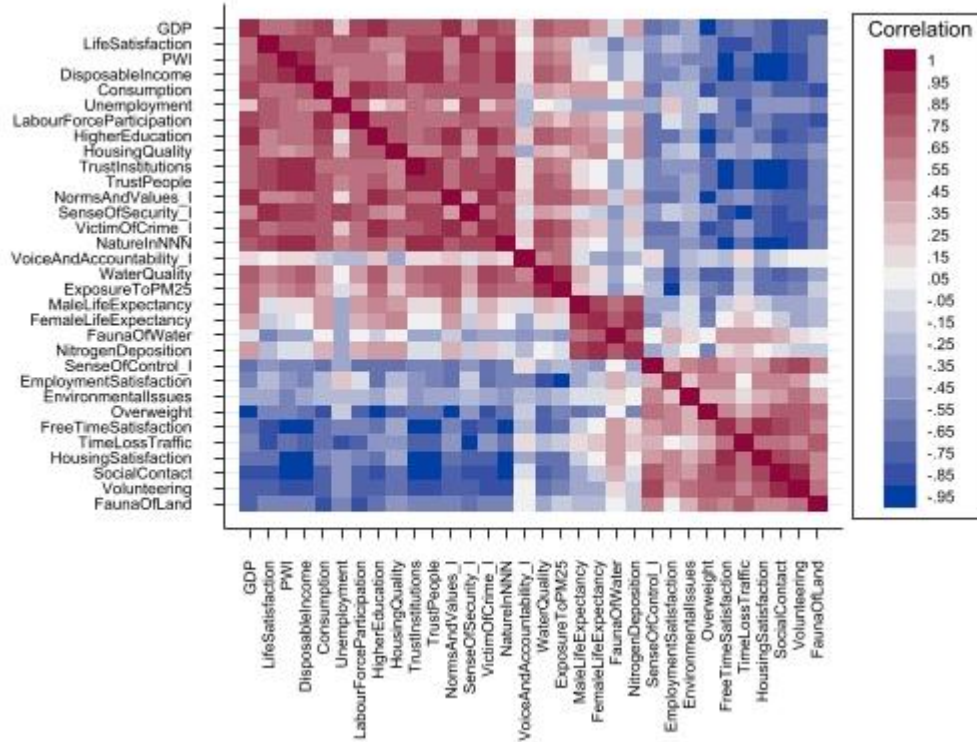 GDP
LifeSatisfaction
PWI
DisposableIncome
Consumption
Unemployment
LabourForceParticipation
HigherEducation
HousingQuality
TrustInstitutions
TrustPeople
NormsAndValues_I
SenseOfSecurity_I
VictimOfCrime_I
NatureInNNN
VoiceAndAccountability_I
WaterQuality
ExposureToPM25
MaleLifeExpectancy
FemaleLifeExpectancy
FaunaOfWater
NitrogenDeposition
SenseOfControl_I
EmploymentSatisfaction
EnvironmentalIssues
Overweight
FreeTimeSatisfaction
TimeLossTraffic
HousingSatisfaction
SocialContact
Volunteering
FaunaOfLand
GDP
LifeSatisfaction
PWI
DisposableIncome
Consumption
Unemployment
LabourForceParticipation
HigherEducation
HousingQuality
TrustInstitutions
TrustPeople
NormsAndValues_I
SenseOfSecurity_I
VictimOfCrime_I
NatureInNNN
VoiceAndAccountability_I
WaterQuality
ExposureToPM25
MaleLifeExpectancy
FemaleLifeExpectancy
FaunaOfWater
NitrogenDeposition
SenseOfControl_I
EmploymentSatisfaction
EnvironmentalIssues
Overweight
FreeTimeSatisfaction
TimeLossTraffic
HousingSatisfaction
SocialContact
Volunteering
FaunaOfLand
Correlation
1
.95
.85
.75
.65
.55
.45
.35
.25
.15
.05
-.05
-.15
-.25
-.35
-.45
-.55
-.65
-.75
-.85
-.95